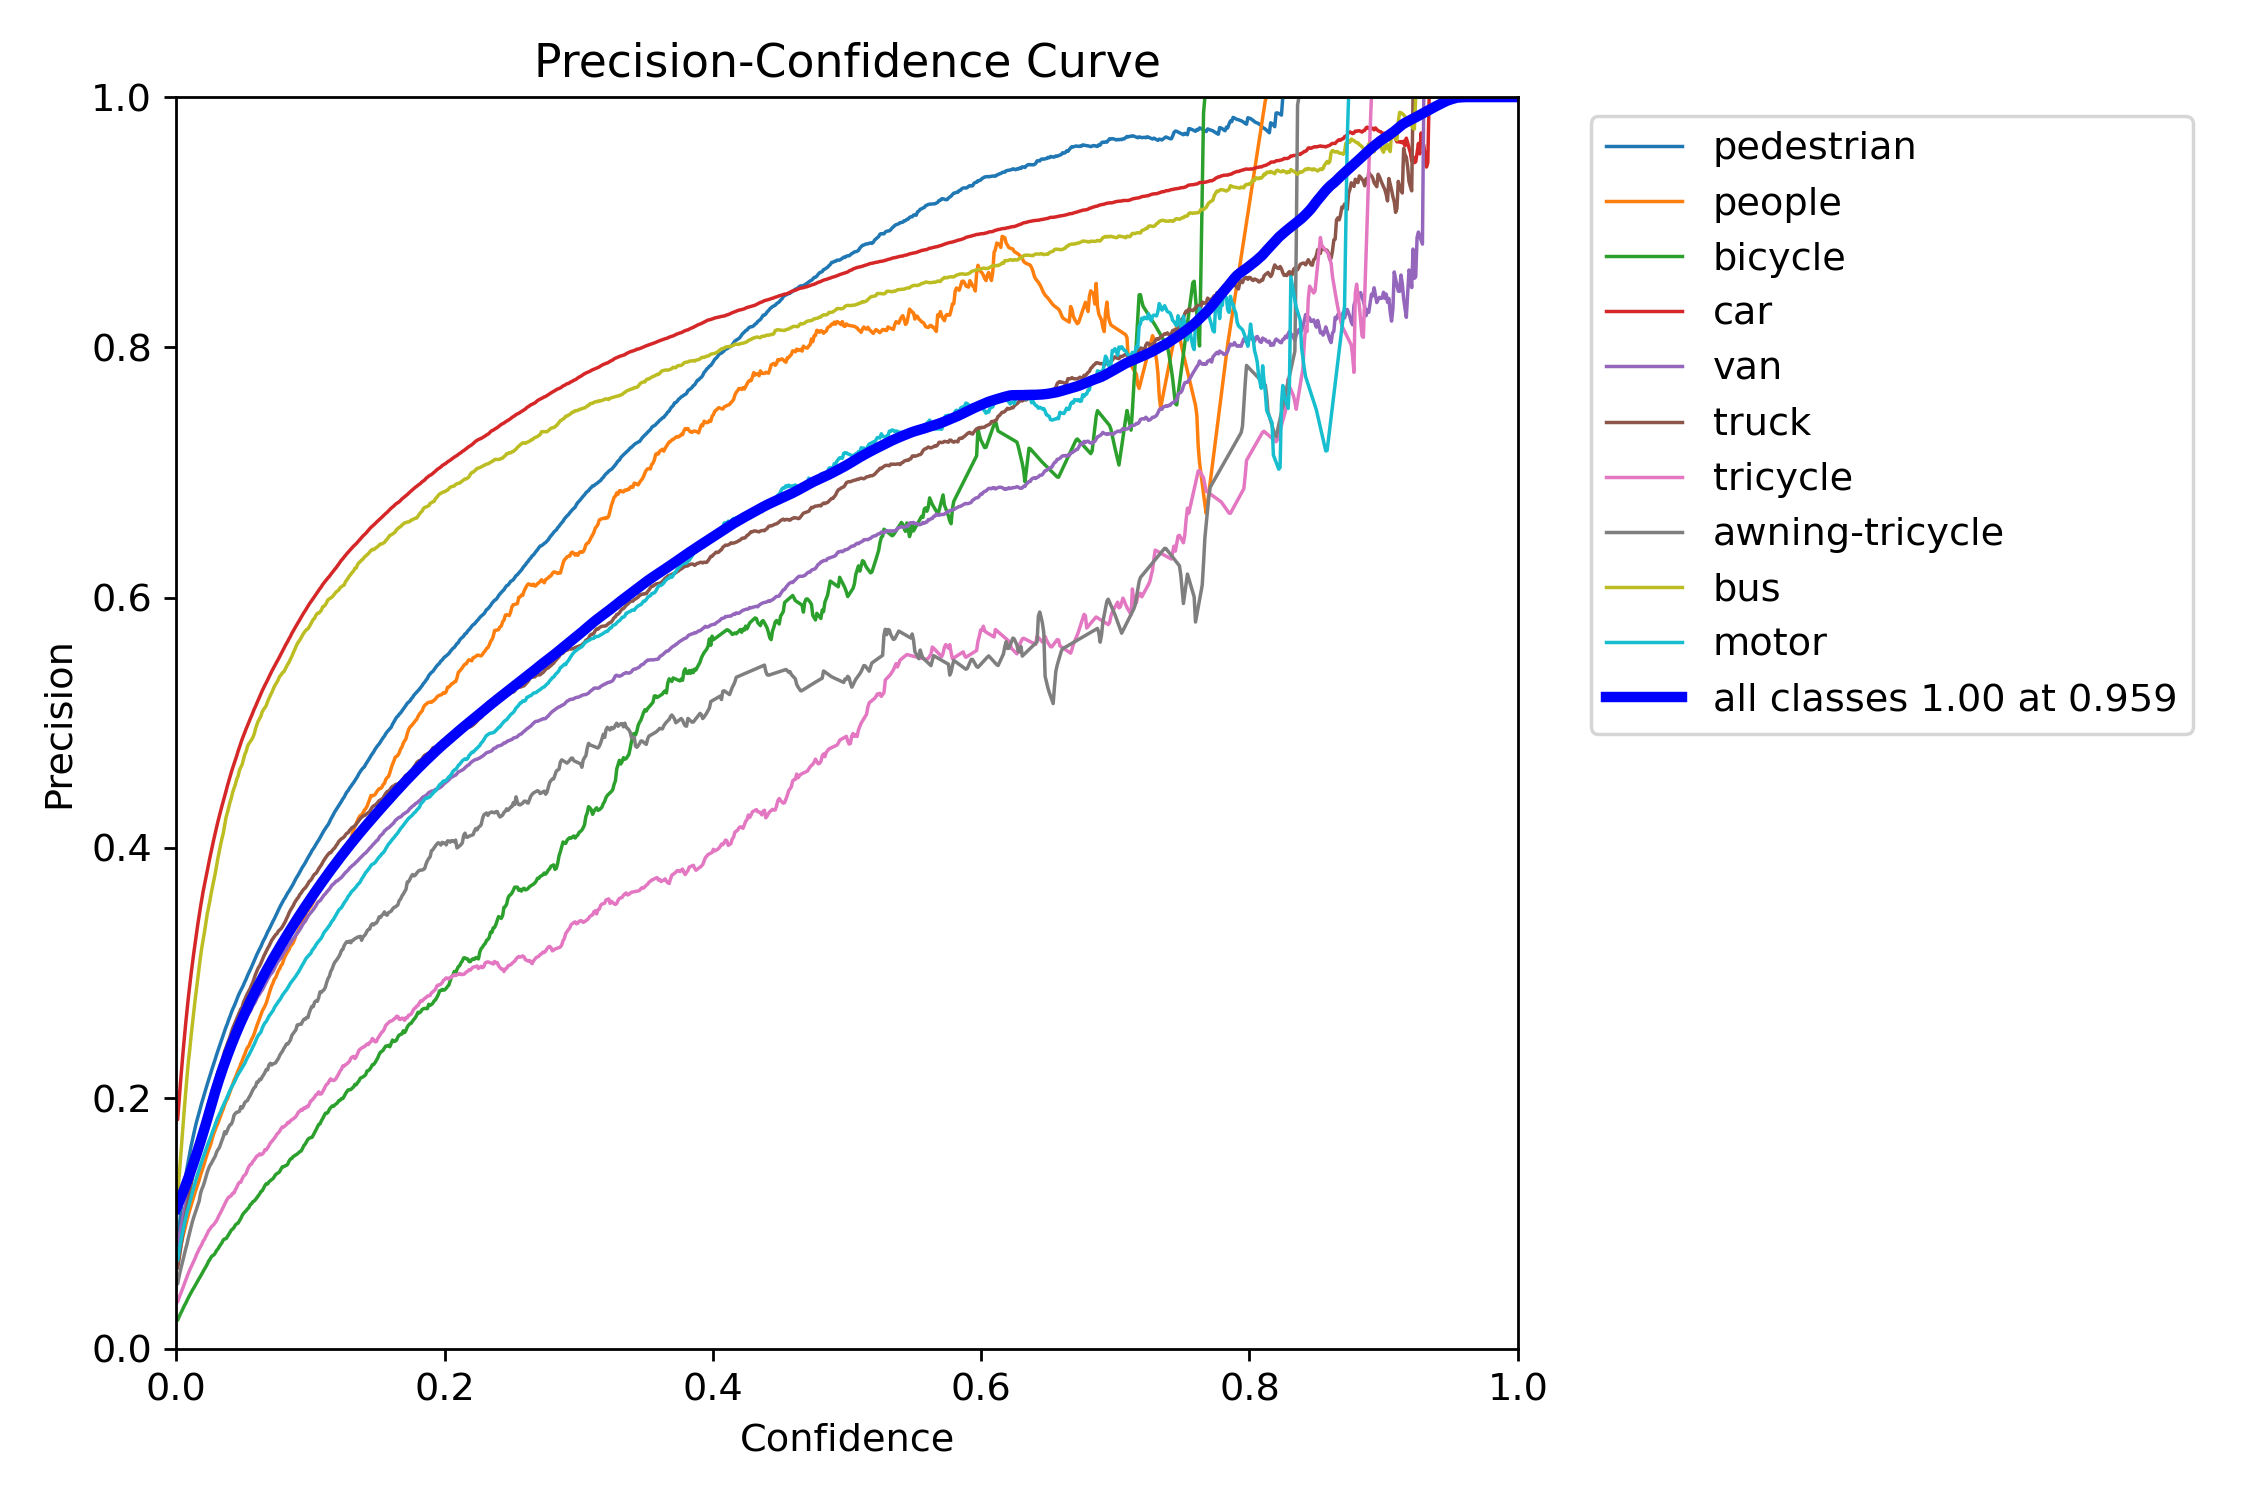 Precision-Confidence Curve
1.0
0.8
0.6
0.4
0.2
0.0
Precision
0.0 0.2 0.4 0.6 0.8 1.0
Confidence
pedestrian
people
bicycle
car
van
truck
tricycle
awning-tricycle
bus
motor
all classes 1.00 at 0.959